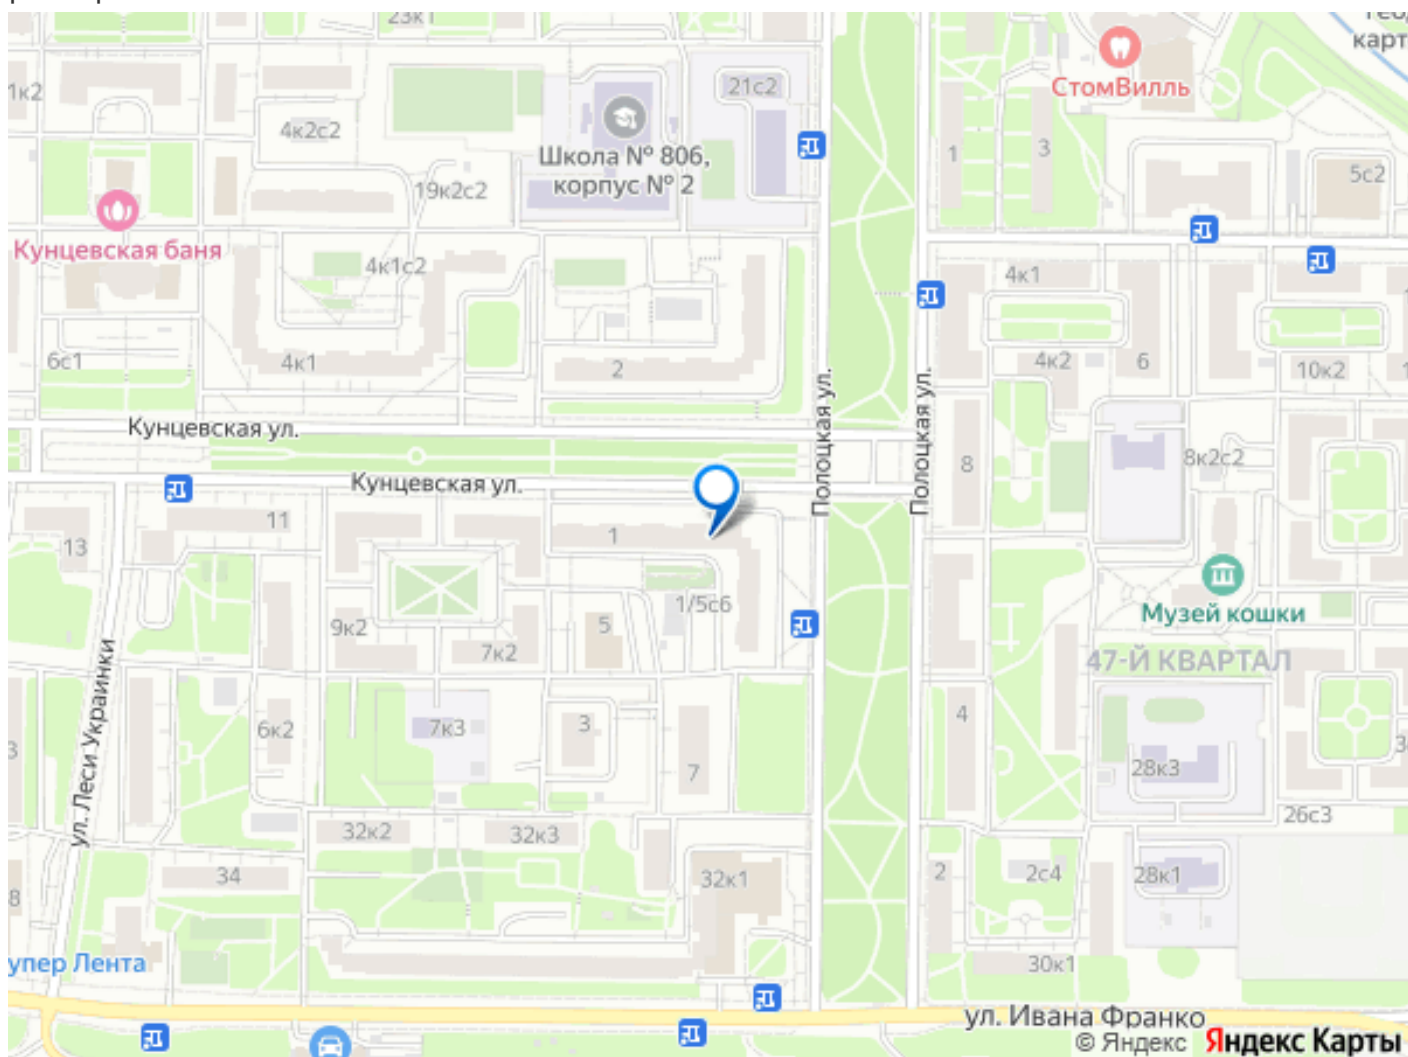 23к1
карт
СтомВилль
1к2
21с2
4к2с2
Школа № 806,
корпус № 2
1
3
5с2
19к2с2
Кунцевская баня
4к1с2
4к1
6с1
4к1
2
4к2
6
10к2
Кунцевская ул.
Полоцкая ул.
Полоцкая ул.
8
8к2с2
Кунцевская ул.
11
1
13
1/5с6
Музей кошки
9к2
5
7к2
47-Й КВАРТАЛ
ул. Леси Украинки
6к2
7к3
3
4
7
28к3
3
26с3
32к2
32к3
34
32к1
2
2с4
28к1
8
упер Лента
30к1
ул. Ивана Франко
© Яндекс Яндекс Карты